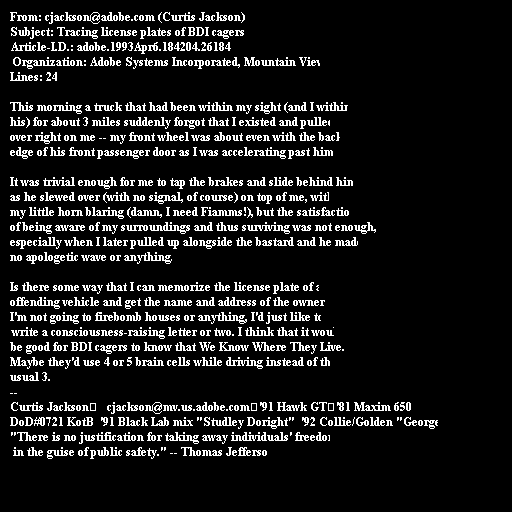 From: cjackson@adobe.com (Curtis Jackson)
Subject: Tracing license plates of BDI cagers
Article-I.D.: adobe.1993Apr6.184204.26184
Organization: Adobe Systems Incorporated, Mountain View
Lines: 24

This morning a truck that had been within my sight (and I within
his) for about 3 miles suddenly forgot that I existed and pulled
over right on me -- my front wheel was about even with the back
edge of his front passenger door as I was accelerating past him

It was trivial enough for me to tap the brakes and slide behind him
as he slewed over (with no signal, of course) on top of me, with
my little horn blaring (damn, I need Fiamms!), but the satisfactio
of being aware of my surroundings and thus surviving was not enough,
especially when I later pulled up alongside the bastard and he made
no apologetic wave or anything.

Is there some way that I can memorize the license plate of a
offending vehicle and get the name and address of the owner
I'm not going to firebomb houses or anything, I'd just like to
write a consciousness-raising letter or two. I think that it woul
be good for BDI cagers to know that We Know Where They Live.
Maybe they'd use 4 or 5 brain cells while driving instead of th
usual 3.
--
Curtis Jackson cjackson@mv.us.adobe.com '91 Hawk GT '81 Maxim 650
DoD#0721 KotB '91 Black Lab mix "Studley Doright" '92 Collie/Golden "George
"There is no justification for taking away individuals' freedom
in the guise of public safety." -- Thomas Jefferso